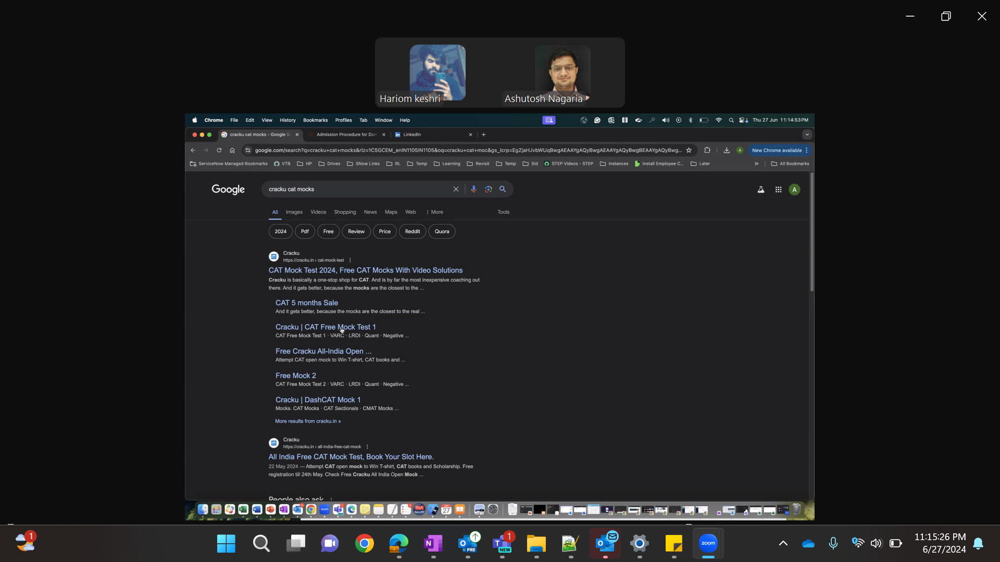 Hariom keshri
Ashutosh Nagaria
Chrome File Edit View History Bookmarks Profiles Tab Window Help
Thu 27 Jun 11:14:53 PM
cracku cat mocks - Google S
Admission Procedure for Dom
LinkedIn
google.com/search?q=cracku+cat+mocks&rlz=1C5GCEM_enIN1105IN1105&oq=cracku+cat+moc&gs_lcrp=EgZjaHJvbWUqBwgAEAAYgAQyBwgAEAAYgAQyBwgBEAAYgAQyBwg...
New Chrome available
ServiceNow Managed Bookmarks VTB HP Drives SNow Links RL Temp Learning Revisit Temp Sid STEP Videos - STEP Instances Install Employee C... Later
» All Bookmarks
Google
cracku cat mocks
A
All Images Videos Shopping News Maps Web More Tools
2024 Pdf Free Review Price Reddit Quora
Cracku
https://cracku.in › cat-mock-test
CAT Mock Test 2024, Free CAT Mocks With Video Solutions
Cracku is basically a one-stop shop for CAT. And is by far the most inexpensive coaching out
there. And it gets better, because the mocks are the closest to the ...
CAT 5 months Sale
And it gets better, because the mocks are the closest to the real ...
Cracku | CAT Free Mock Test 1
CAT Free Mock Test 1 · VARC · LRDI · Quant · Negative ...
Free Cracku All-India Open ...
Attempt CAT open mock to Win T-shirt, CAT books and ...
Free Mock 2
CAT Free Mock Test 2 · VARC · LRDI · Quant · Negative ...
Cracku | DashCAT Mock 1
Mocks. CAT Mocks · CAT Sectionals · CMAT Mocks ...
More results from cracku.in »
Cracku
https://cracku.in › all-india-free-cat-mock
All India Free CAT Mock Test, Book Your Slot Here.
22 May 2024 — Attempt CAT open mock to Win T-shirt, CAT books and Scholarship. Free
registration till 24th May. Check Free Cracku All India Open Mock ...
People also ask
zoom
RSA
27
1
N
PRE
1
NEW
zoom
11:15:26 PM
6/27/2024